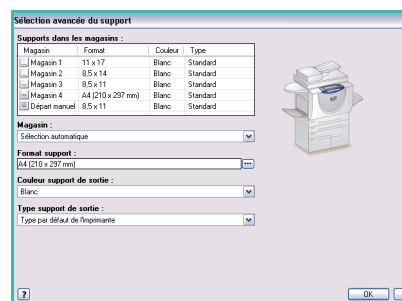 Sélection avancée du support
Supports dans les magasins :
Magasin Format Couleur Type
Magasin 1 11 x 17 Blanc Standard
Magasin 2 8,5 x 14 Blanc Standard
Magasin 3 8,5 x 11 Blanc Standard
Magasin 4 A4 (210 x 297 mm) Blanc Standard
Départ manuel 8,5 x 11 Blanc Standard
Magasin :
Sélection automatique
Format support :
A4 (210 x 297 mm)
Couleur support de sortie :
Blanc
Type support de sortie :
Type par défaut de l'imprimante
? OK